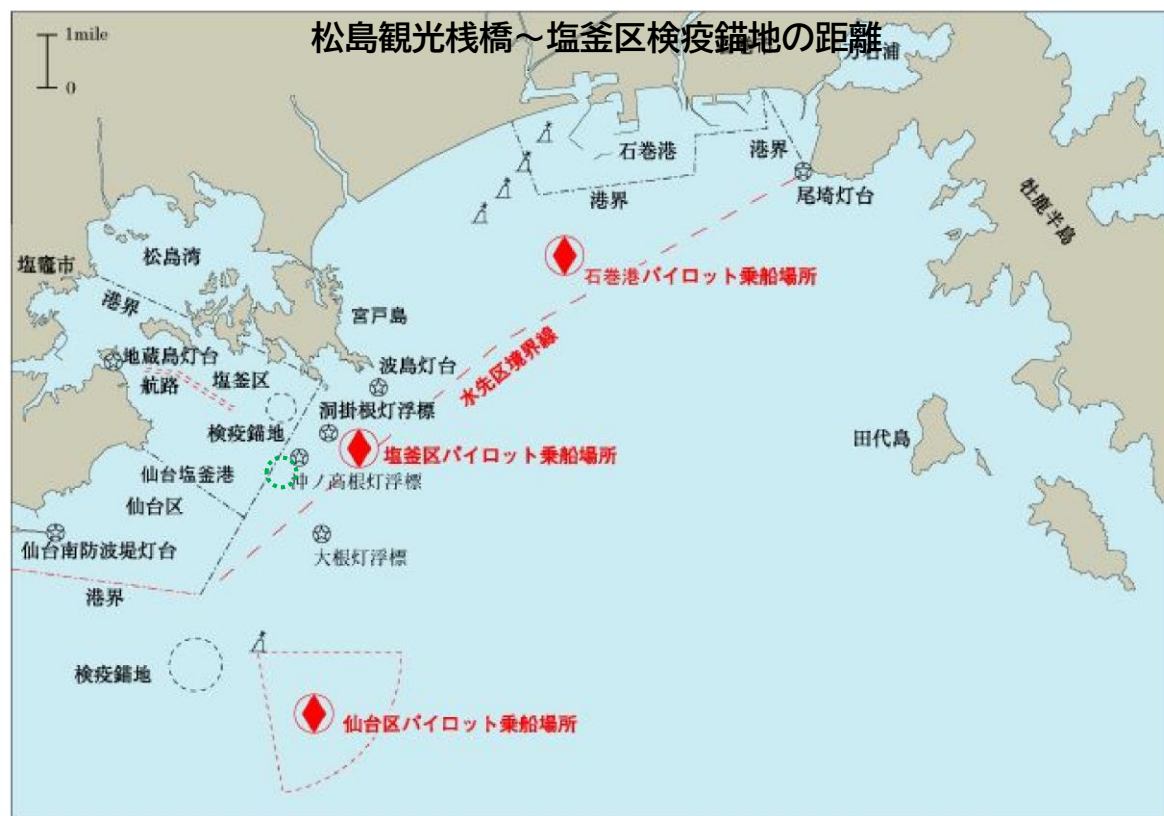 松島観光桟橋～塩釜区検疫錨地の距離
1mile
0
万石浦
石巻港
港界
港界
尾埼灯台
牡鹿半島
松島湾
塩竈市
石巻港パイロット乗船場所
港界
宮戸島
水先区境界線
地蔵島灯台
波島灯台
航路
塩釜区
洞掛根灯浮標
検疫錨地
田代島
塩釜区パイロット乗船場所
仙台塩釜港
沖ノ高根灯浮標
仙台区
仙台南防波堤灯台
大根灯浮標
港界
検疫錨地
仙台区パイロット乗船場所